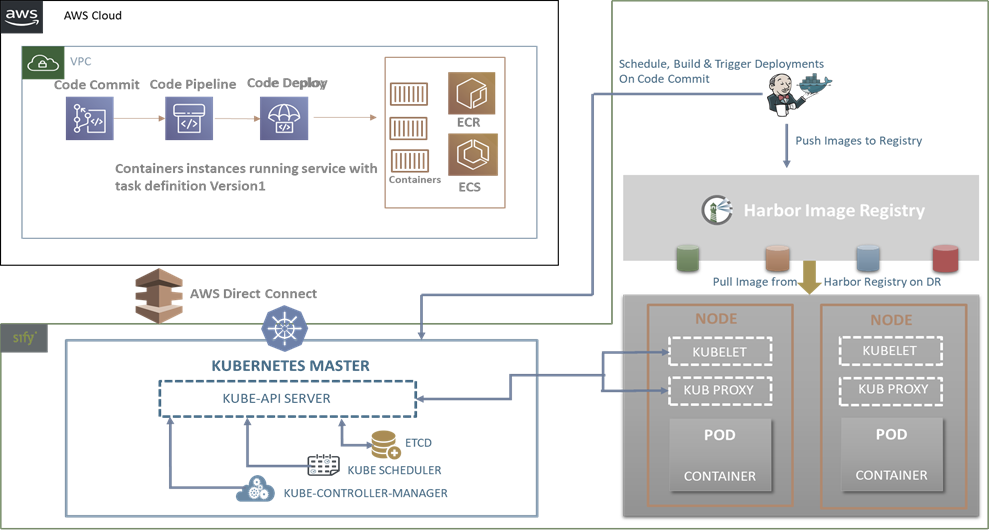 aws
AWS Cloud
VPC
Code Commit
Code Pipeline
Code Deploy
ECR
ECS
Containers
Containers instances running service with
task definition Version1
Schedule, Build & Trigger Deployments
On Code Commit
Push Images to Registry
Harbor Image Registry
Pull Image from
Harbor Registry on DR
AWS Direct Connect
sify
KUBERNETES MASTER
KUBE-API SERVER
ETCD
KUBE SCHEDULER
KUBE-CONTROLLER-MANAGER
NODE
KUBELET
KUB PROXY
POD
CONTAINER
NODE
KUBELET
KUB PROXY
POD
CONTAINER